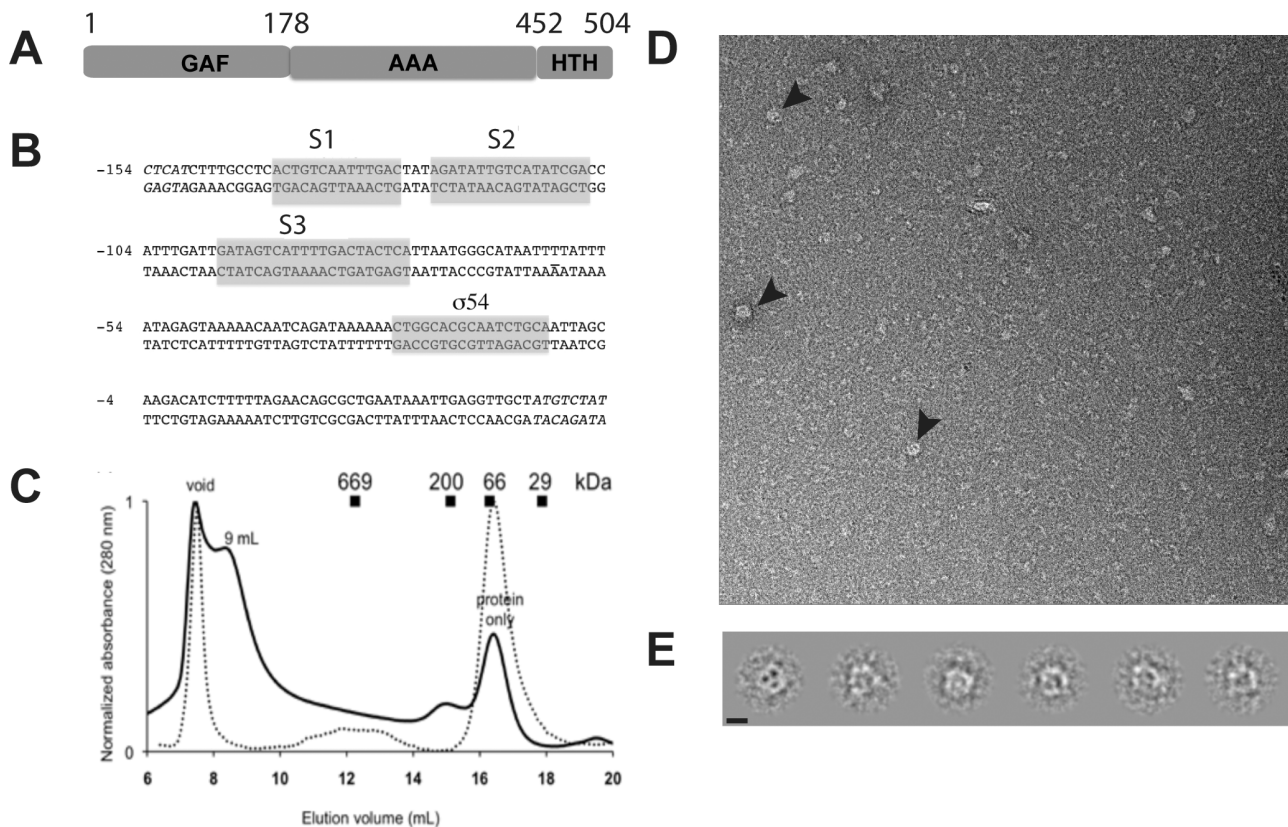 A
1 178 452 504
GAF AAA HTH
B
S1 S2
-154 CTCATCTTTGCCTCACTGTCAATTTGACTATAGATATTGTCATATCGACC
GAGTAGAAACGGAGTGACAGTTAAACTGATATCTATAACAGTATAGCTGG
S3
-104 ATTTGATTGATAGTCATTTTGACTACTCATTAATGGGCATAATTTTATTT
TAAACTAACTATCAGTAAAACTGATGAGTAATTACCCGTATTAAAATAAA
σ54
-54 ATAGAGTAAAAACAATCAGATAAAAAACTGGCACGCAATCTGCAATTAGC
TATCTCATTTTTGTTAGTCTATTTTTTGACCGTGCGTTAGACGTTAATCG
-4 AAGACATCTTTTTAGAACAGCGCTGAATAAATTGAGGTTGCTATGTCTAT
TTCTGTAGAAAAATCTTGTCGCGACTTATTTAACTCCAACGATACAGATA
C
void 669 200 66 29 kDa
9 mL
protein
only
1
0
Normalized absorbance (280 nm)
6 8 10 12 14 16 18 20
Elution volume (mL)
D
E